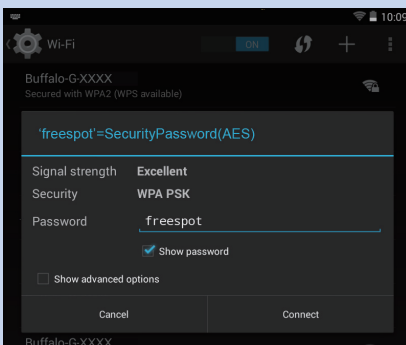 10:09
Wi-Fi
ON
Buffalo-G-XXXX
Secured with WPA2 (WPS available)
'freespot'=SecurityPassword(AES)
Signal strength Excellent
Security WPA PSK
Password freespot
Show password
Show advanced options
Cancel Connect
Buffalo-G-XXXX